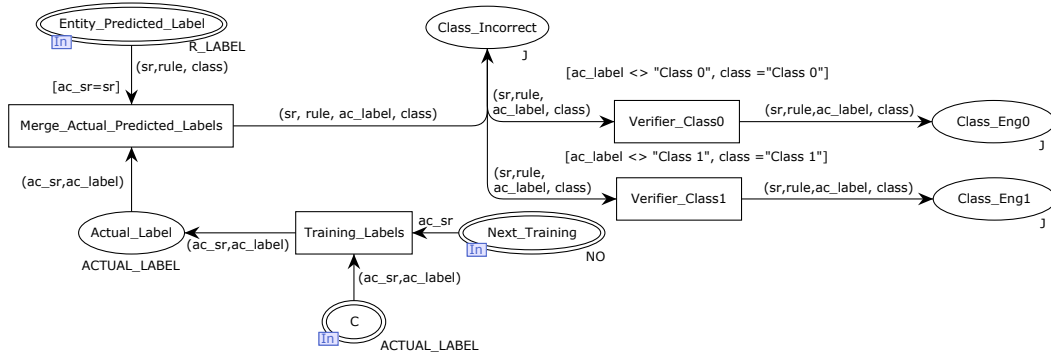 Entity_Predicted_Label
In
R_LABEL
(sr,rule, class)
[ac_sr=sr]
Merge_Actual_Predicted_Labels
(sr, rule, ac_label, class)
Class_Incorrect
J
[ac_label <> "Class 0", class ="Class 0"]
(sr,rule,
ac_label, class)
Verifier_Class0
(sr,rule,ac_label, class)
Class_Eng0
J
[ac_label <> "Class 1", class ="Class 1"]
(sr,rule,
ac_label, class)
Verifier_Class1
(sr,rule,ac_label, class)
Class_Eng1
J
(ac_sr,ac_label)
Actual_Label
ACTUAL_LABEL
(ac_sr,ac_label)
Training_Labels
ac_sr
Next_Training
In
NO
(ac_sr,ac_label)
C
In
ACTUAL_LABEL